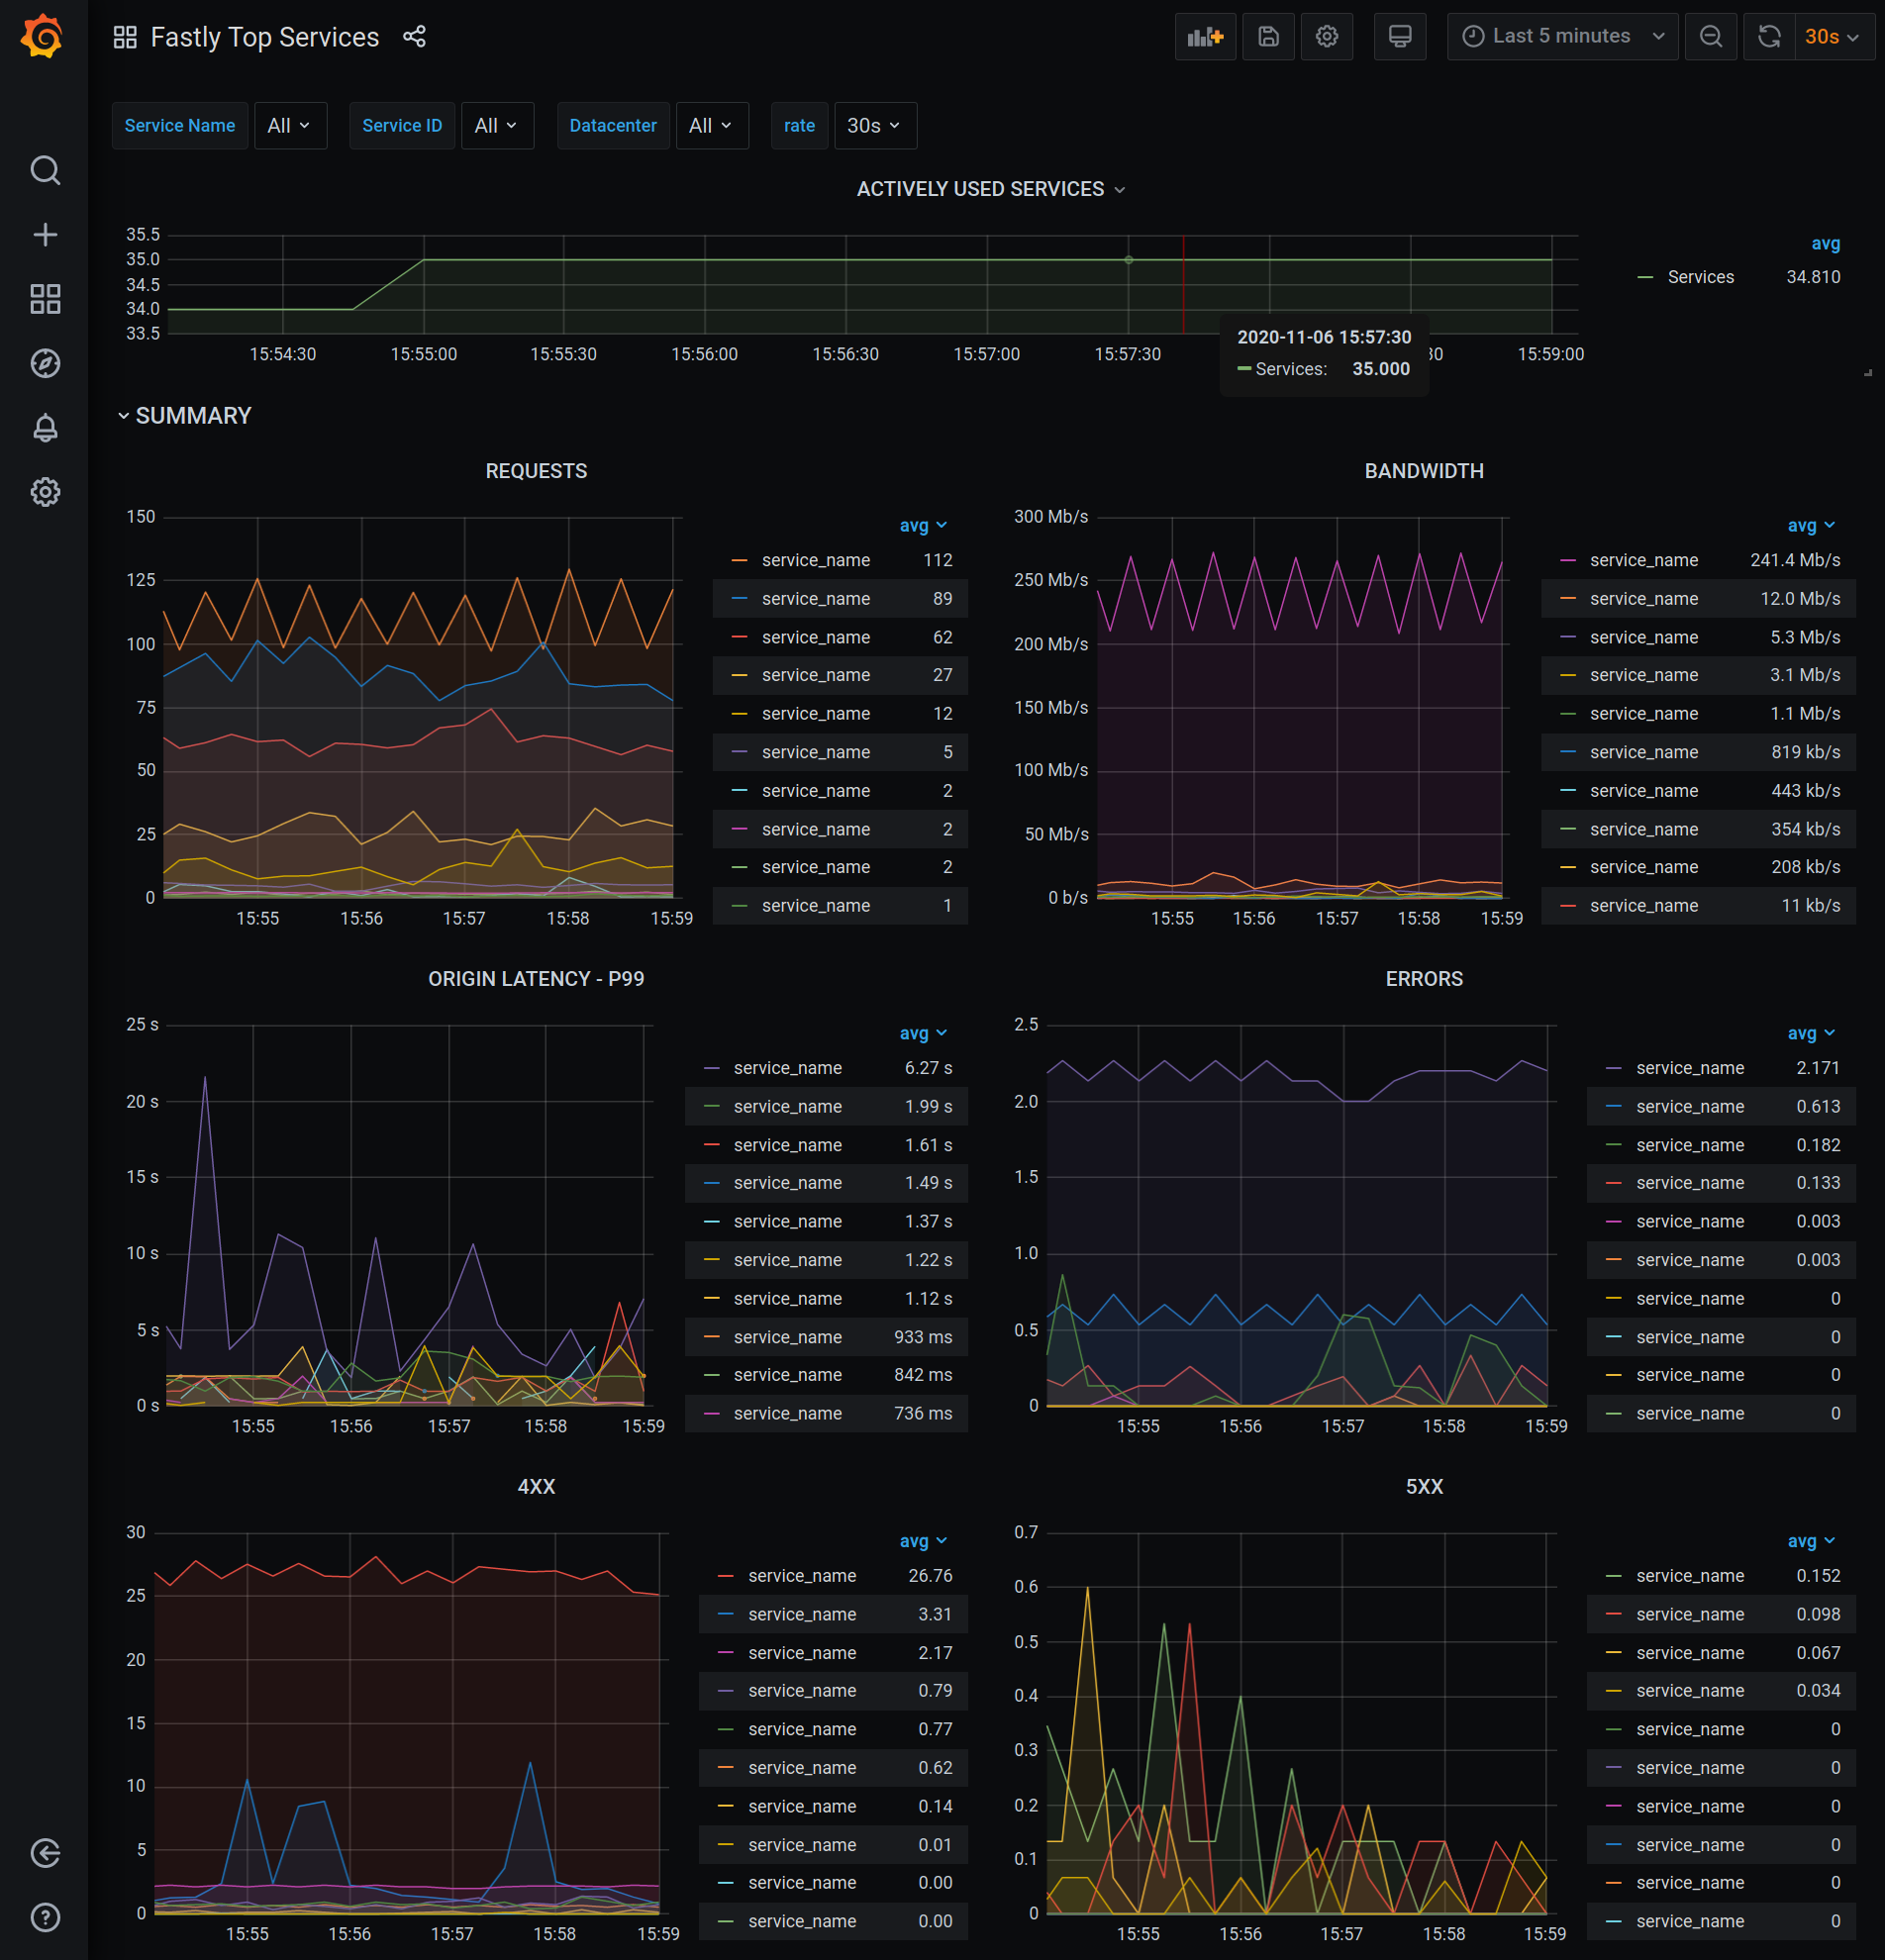 Fastly Top Services
Last 5 minutes
30s
Service Name All Service ID All Datacenter All rate 30s
ACTIVELY USED SERVICES
35.5
35.0
34.5
34.0
33.5
15:54:30 15:55:00 15:55:30 15:56:00 15:56:30 15:57:00 15:57:30 30 15:59:00
avg
Services 34.810
2020-11-06 15:57:30
Services: 35.000
SUMMARY
REQUESTS
150
125
100
75
50
25
0
15:55 15:56 15:57 15:58 15:59
avg
service_name 112
service_name 89
service_name 62
service_name 27
service_name 12
service_name 5
service_name 2
service_name 2
service_name 2
service_name 1
BANDWIDTH
300 Mb/s
250 Mb/s
200 Mb/s
150 Mb/s
100 Mb/s
50 Mb/s
0 b/s
15:55 15:56 15:57 15:58 15:59
avg
service_name 241.4 Mb/s
service_name 12.0 Mb/s
service_name 5.3 Mb/s
service_name 3.1 Mb/s
service_name 1.1 Mb/s
service_name 819 kb/s
service_name 443 kb/s
service_name 354 kb/s
service_name 208 kb/s
service_name 11 kb/s
ORIGIN LATENCY - P99
25 s
20 s
15 s
10 s
5 s
0 s
15:55 15:56 15:57 15:58 15:59
avg
service_name 6.27 s
service_name 1.99 s
service_name 1.61 s
service_name 1.49 s
service_name 1.37 s
service_name 1.22 s
service_name 1.12 s
service_name 933 ms
service_name 842 ms
service_name 736 ms
ERRORS
2.5
2.0
1.5
1.0
0.5
0
15:55 15:56 15:57 15:58 15:59
avg
service_name 2.171
service_name 0.613
service_name 0.182
service_name 0.133
service_name 0.003
service_name 0.003
service_name 0
service_name 0
service_name 0
service_name 0
4XX
30
25
20
15
10
5
0
15:55 15:56 15:57 15:58 15:59
avg
service_name 26.76
service_name 3.31
service_name 2.17
service_name 0.79
service_name 0.77
service_name 0.62
service_name 0.14
service_name 0.01
service_name 0.00
service_name 0.00
5XX
0.7
0.6
0.5
0.4
0.3
0.2
0.1
0
15:55 15:56 15:57 15:58 15:59
avg
service_name 0.152
service_name 0.098
service_name 0.067
service_name 0.034
service_name 0
service_name 0
service_name 0
service_name 0
service_name 0
service_name 0